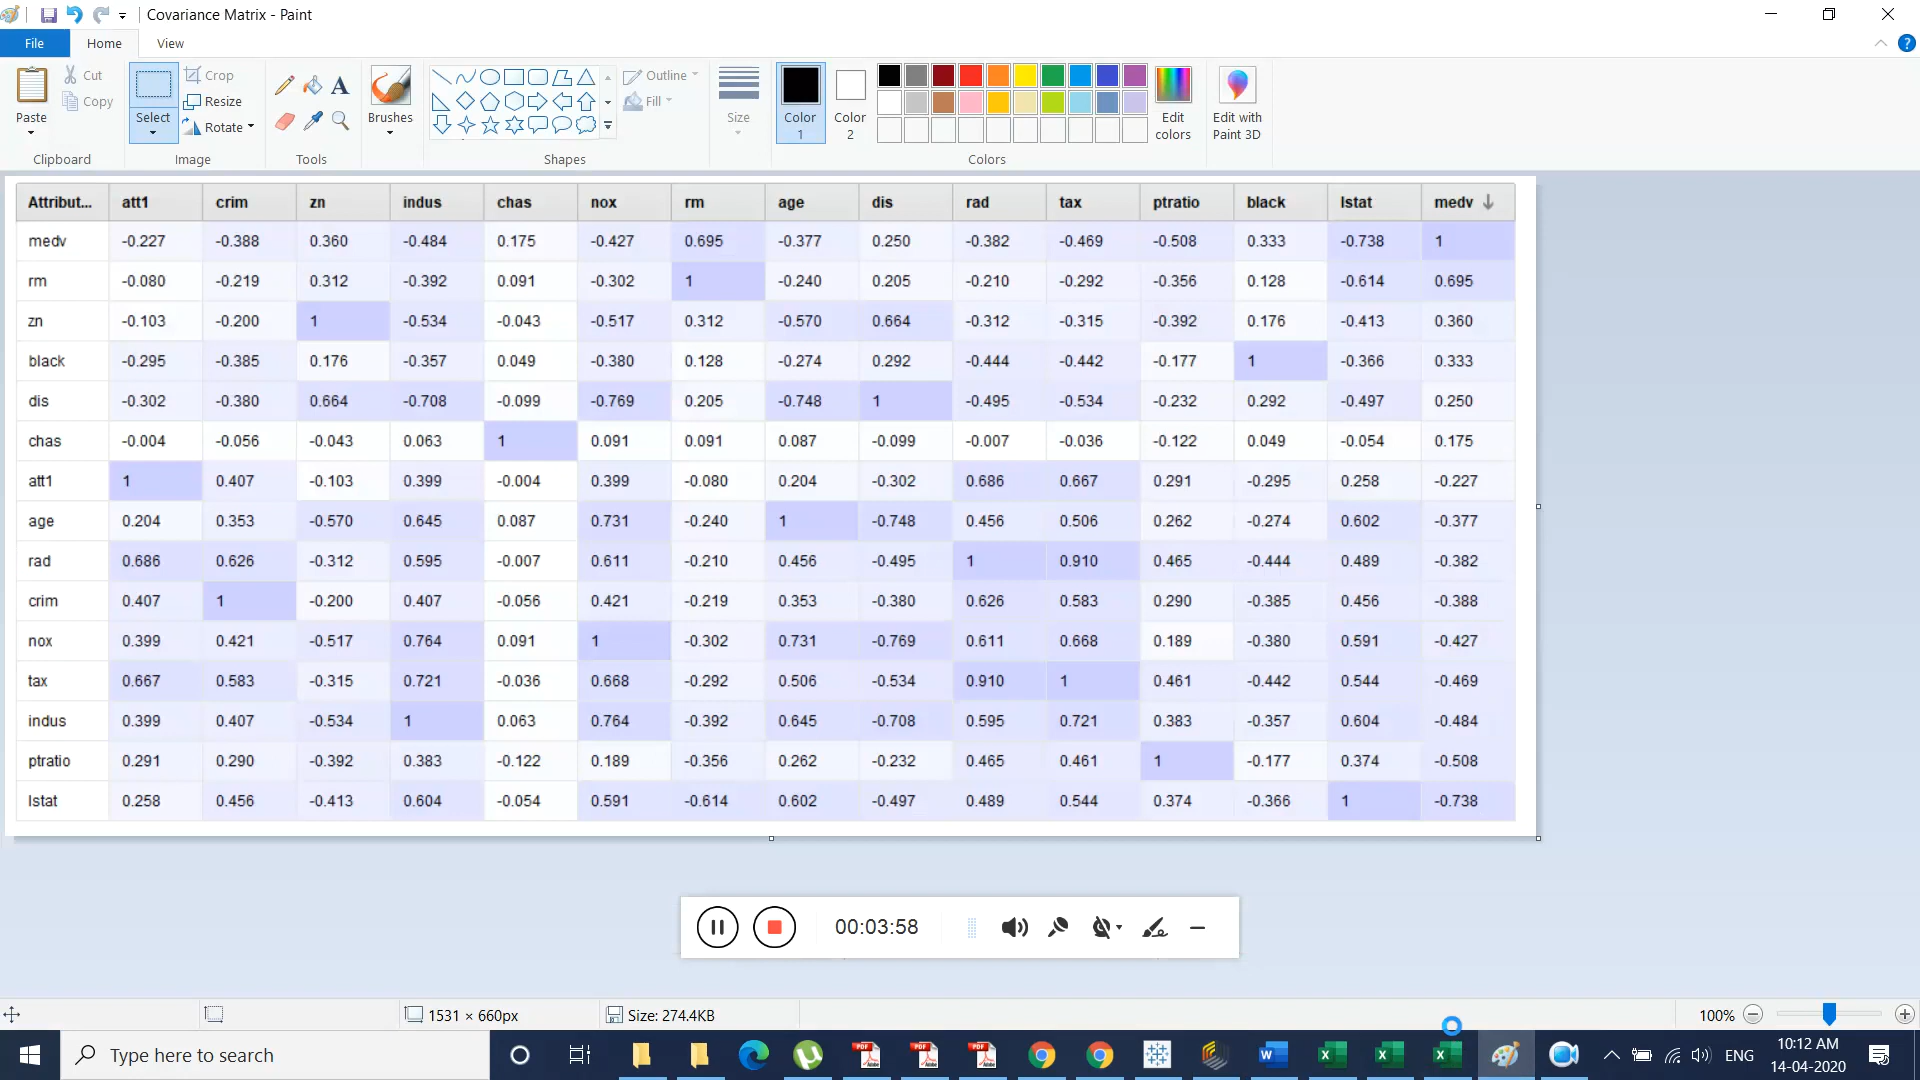 Covariance Matrix - Paint
File Home View
Paste Cut Copy Clipboard
Select Crop Resize Rotate Image
Tools
Brushes
Outline Fill Shapes
Size
Color 1 Color 2 Edit colors Colors
Edit with Paint 3D
Attribut... att1 crim zn indus chas nox rm age dis rad tax ptratio black lstat medv
medv -0.227 -0.388 0.360 -0.484 0.175 -0.427 0.695 -0.377 0.250 -0.382 -0.469 -0.508 0.333 -0.738 1
rm -0.080 -0.219 0.312 -0.392 0.091 -0.302 1 -0.240 0.205 -0.210 -0.292 -0.356 0.128 -0.614 0.695
zn -0.103 -0.200 1 -0.534 -0.043 -0.517 0.312 -0.570 0.664 -0.312 -0.315 -0.392 0.176 -0.413 0.360
black -0.295 -0.385 0.176 -0.357 0.049 -0.380 0.128 -0.274 0.292 -0.444 -0.442 -0.177 1 -0.366 0.333
dis -0.302 -0.380 0.664 -0.708 -0.099 -0.769 0.205 -0.748 1 -0.495 -0.534 -0.232 0.292 -0.497 0.250
chas -0.004 -0.056 -0.043 0.063 1 0.091 0.091 0.087 -0.099 -0.007 -0.036 -0.122 0.049 -0.054 0.175
att1 1 0.407 -0.103 0.399 -0.004 0.399 -0.080 0.204 -0.302 0.686 0.667 0.291 -0.295 0.258 -0.227
age 0.204 0.353 -0.570 0.645 0.087 0.731 -0.240 1 -0.748 0.456 0.506 0.262 -0.274 0.602 -0.377
rad 0.686 0.626 -0.312 0.595 -0.007 0.611 -0.210 0.456 -0.495 1 0.910 0.465 -0.444 0.489 -0.382
crim 0.407 1 -0.200 0.407 -0.056 0.421 -0.219 0.353 -0.380 0.626 0.583 0.290 -0.385 0.456 -0.388
nox 0.399 0.421 -0.517 0.764 0.091 1 -0.302 0.731 -0.769 0.611 0.668 0.189 -0.380 0.591 -0.427
tax 0.667 0.583 -0.315 0.721 -0.036 0.668 -0.292 0.506 -0.534 0.910 1 0.461 -0.442 0.544 -0.469
indus 0.399 0.407 -0.534 1 0.063 0.764 -0.392 0.645 -0.708 0.595 0.721 0.383 -0.357 0.604 -0.484
ptratio 0.291 0.290 -0.392 0.383 -0.122 0.189 -0.356 0.262 -0.232 0.465 0.461 1 -0.177 0.374 -0.508
lstat 0.258 0.456 -0.413 0.604 -0.054 0.591 -0.614 0.602 -0.497 0.489 0.544 0.374 -0.366 1 -0.738
00:03:58
1531 × 660px Size: 274.4KB 100%
Type here to search
ENG 10:12 AM
14-04-2020